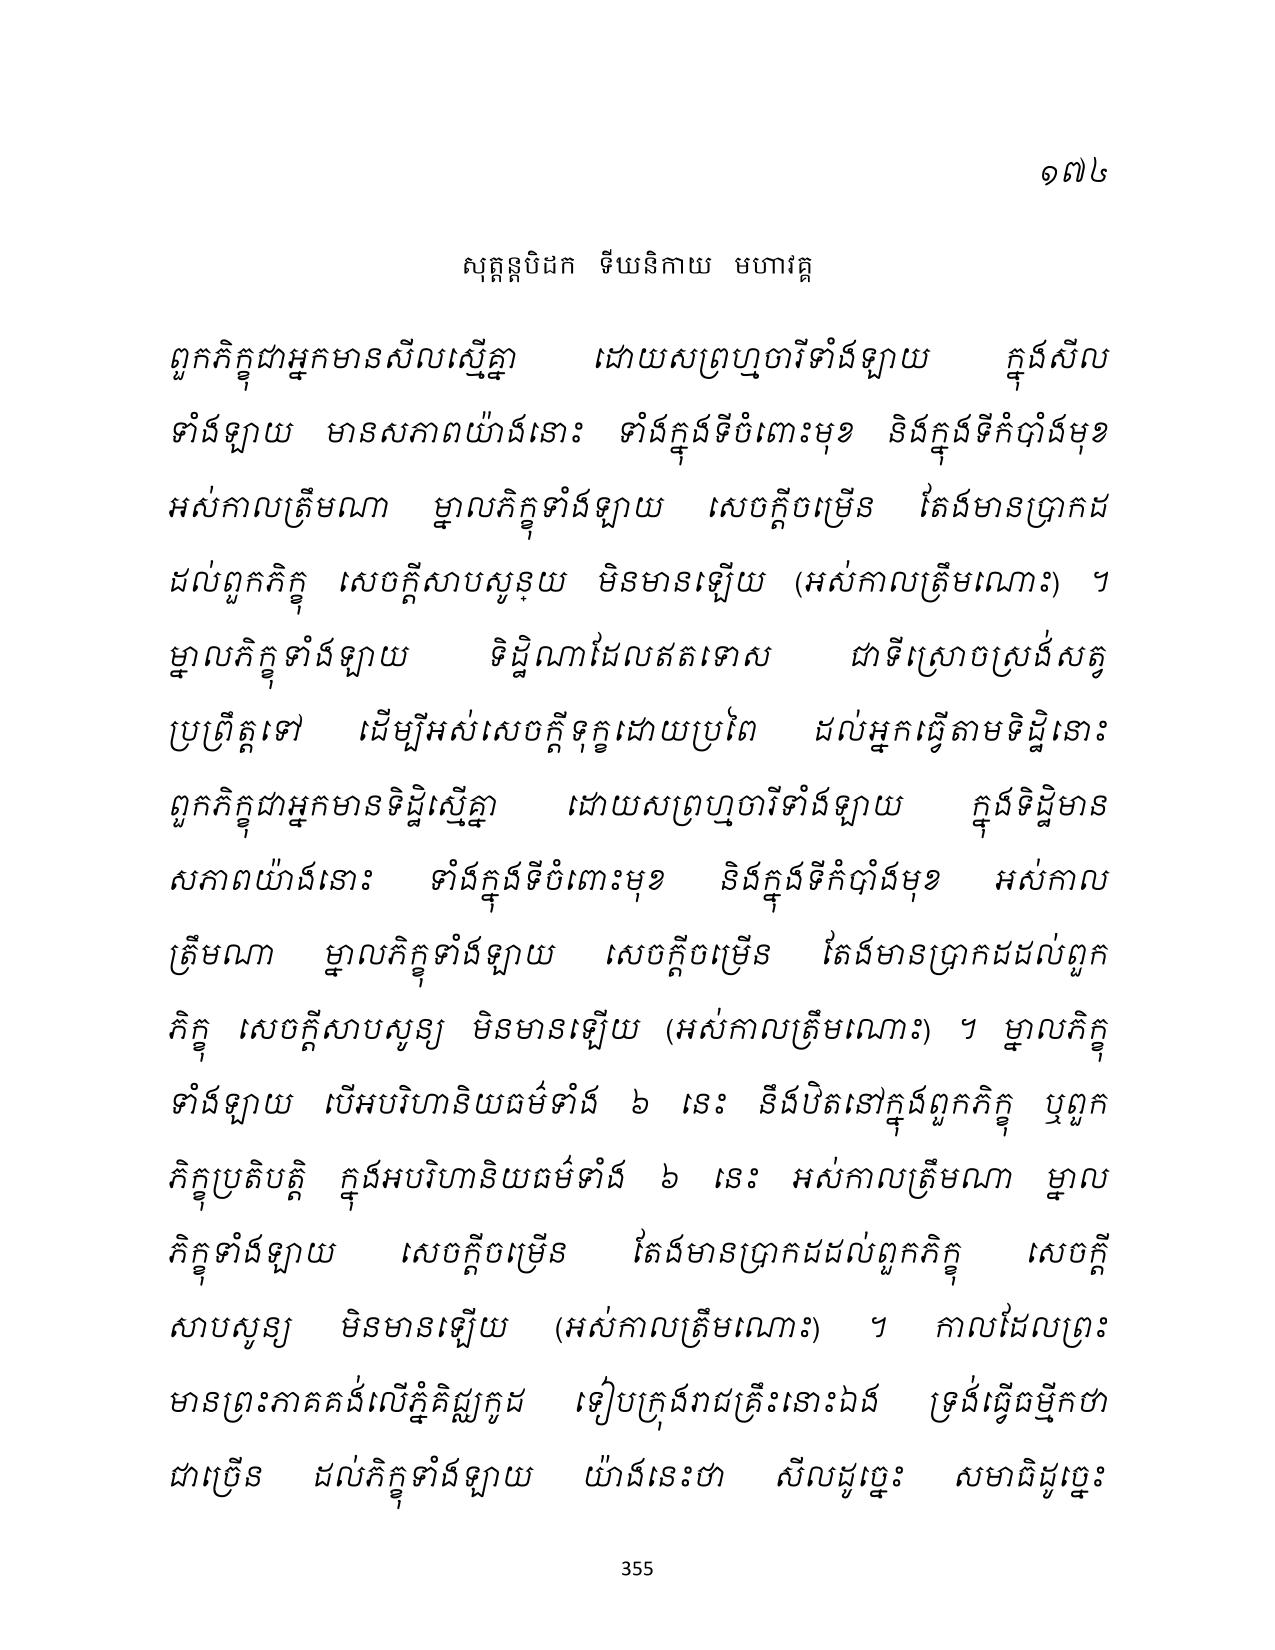 ១៧៤
សុត្តន្តបិដក ទីឃនិកាយ មហាវគ្គ
ពួកភិក្ខុជាអ្នកមានសីលស្មើគ្នា ដោយសព្រហ្មចារីទាំងឡាយ ក្នុងសីល
ទាំងឡាយ មានសភាពយ៉ាងនោះ ទាំងក្នុងទីចំពោះមុខ និងក្នុងទីកំបាំងមុខ
អស់កាលត្រឹមណា ម្នាលភិក្ខុទាំងឡាយ សេចក្តីចម្រើន តែងមានប្រាកដ
ដល់ពួកភិក្ខុ សេចក្តីសាបសូន្យ មិនមានឡើយ (អស់កាលត្រឹមណោះ) ។
ម្នាលភិក្ខុទាំងឡាយ ទិដ្ឋិណាដែលឥតទោស ជាទីស្រោចស្រង់សត្វ
ប្រព្រឹត្តទៅ ដើម្បីអស់សេចក្តីទុក្ខដោយប្រពៃ ដល់អ្នកធ្វើតាមទិដ្ឋិនោះ
ពួកភិក្ខុជាអ្នកមានទិដ្ឋិស្មើគ្នា ដោយសព្រហ្មចារីទាំងឡាយ ក្នុងទិដ្ឋិមាន
សភាពយ៉ាងនោះ ទាំងក្នុងទីចំពោះមុខ និងក្នុងទីកំបាំងមុខ អស់កាល
ត្រឹមណា ម្នាលភិក្ខុទាំងឡាយ សេចក្តីចម្រើន តែងមានប្រាកដដល់ពួក
ភិក្ខុ សេចក្តីសាបសូន្យ មិនមានឡើយ (អស់កាលត្រឹមណោះ) ។ ម្នាលភិក្ខុ
ទាំងឡាយ បើអបរិហានិយធម៌ទាំង ៦ នេះ នឹងឋិតនៅក្នុងពួកភិក្ខុ ឬពួក
ភិក្ខុប្រតិបត្តិ ក្នុងអបរិហានិយធម៌ទាំង ៦ នេះ អស់កាលត្រឹមណា ម្នាល
ភិក្ខុទាំងឡាយ សេចក្តីចម្រើន តែងមានប្រាកដដល់ពួកភិក្ខុ សេចក្តី
សាបសូន្យ មិនមានឡើយ (អស់កាលត្រឹមណោះ) ។ កាលដែលព្រះ
មានព្រះភាគគង់លើភ្នំគិជ្ឈកូដ ទៀបក្រុងរាជគ្រឹះនោះឯង ទ្រង់ធ្វើធម្មីកថា
ជាច្រើន ដល់ភិក្ខុទាំងឡាយ យ៉ាងនេះថា សីលដូច្នេះ សមាធិដូច្នេះ
355